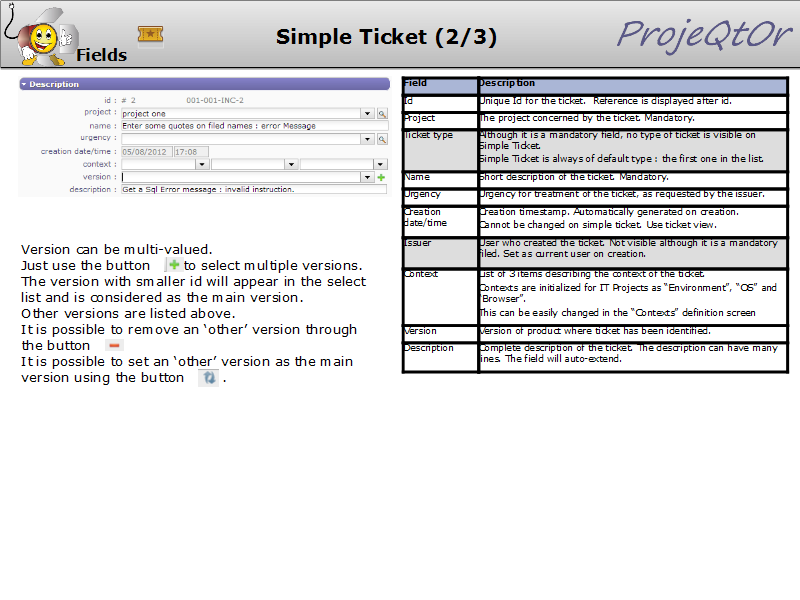 Fields
Simple Ticket (2/3)
ProjeQtOr
Description
id : # 2 001-001-INC-2
project : project one
name : Enter some quotes on filed names : error Message
urgency :
creation date/time : 05/08/2012 17:08
context :
version :
description : Get a Sql Error message : invalid instruction.
Version can be multi-valued.
Just use the button to select multiple versions.
The version with smaller id will appear in the select
list and is considered as the main version.
Other versions are listed above.
It is possible to remove an ‘other’ version through
the button
It is possible to set an ‘other’ version as the main
version using the button .
Field Description
Id Unique Id for the ticket. Reference is displayed after id.
Project The project concerned by the ticket. Mandatory.
Ticket type Although it is a mandatory field, no type of ticket is visible on
Simple Ticket.
Simple Ticket is always of default type : the first one in the list.
Name Short description of the ticket. Mandatory.
Urgency Urgency for treatment of the ticket, as requested by the issuer.
Creation Creation timestamp. Automatically generated on creation.
date/time Cannot be changed on simple ticket. Use ticket view.
Issuer User who created the ticket. Not visible although it is a mandatory
filed. Set as current user on creation.
Context List of 3 items describing the context of the ticket.
Contexts are initialized for IT Projects as “Environment”, “OS” and
“Browser”.
This can be easily changed in the “Contexts” definition screen
Version Version of product where ticket has been identified.
Description Complete description of the ticket. The description can have many
lines. The field will auto-extend.